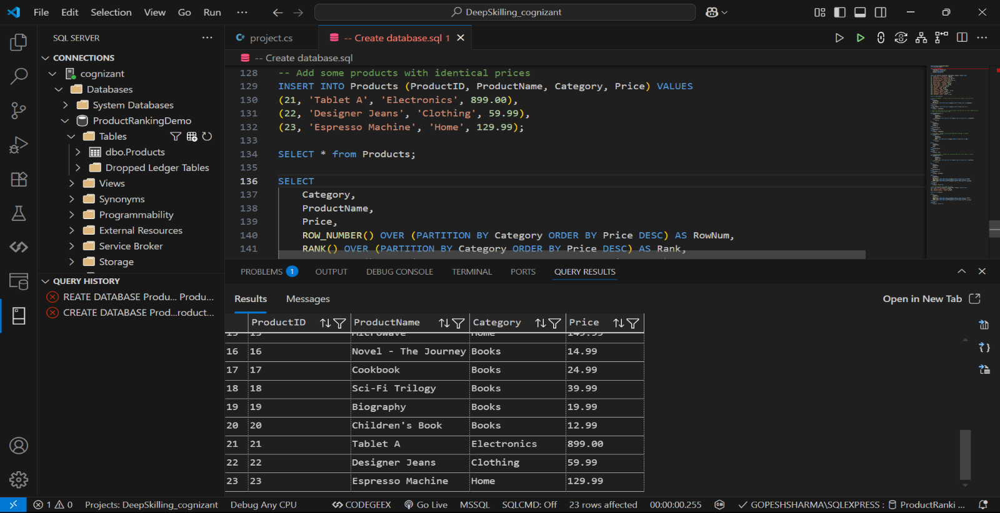 File Edit Selection View Go Run ···
DeepSkilling_cognizant
SQL SERVER
CONNECTIONS
cognizant
Databases
System Databases
ProductRankingDemo
Tables
dbo.Products
Dropped Ledger Tables
Views
Synonyms
Programmability
External Resources
Service Broker
Storage
QUERY HISTORY
REATE DATABASE Produ... Produ...
CREATE DATABASE Prod...roduct...
project.cs
-- Create database.sql 1
-- Create database.sql
128 -- Add some products with identical prices
129 INSERT INTO Products (ProductID, ProductName, Category, Price) VALUES
130 (21, 'Tablet A', 'Electronics', 899.00),
131 (22, 'Designer Jeans', 'Clothing', 59.99),
132 (23, 'Espresso Machine', 'Home', 129.99);
133
134 SELECT * from Products;
135
136 SELECT
137 Category,
138 ProductName,
139 Price,
140 ROW_NUMBER() OVER (PARTITION BY Category ORDER BY Price DESC) AS RowNum,
141 RANK() OVER (PARTITION BY Category ORDER BY Price DESC) AS Rank,
PROBLEMS 1 OUTPUT DEBUG CONSOLE TERMINAL PORTS QUERY RESULTS
Results Messages
Open in New Tab
ProductID ProductName Category Price
15 15 Microwave Home 149.99
16 16 Novel - The Journey Books 14.99
17 17 Cookbook Books 24.99
18 18 Sci-Fi Trilogy Books 39.99
19 19 Biography Books 19.99
20 20 Children's Book Books 12.99
21 21 Tablet A Electronics 899.00
22 22 Designer Jeans Clothing 59.99
23 23 Espresso Machine Home 129.99
1 0 Projects: DeepSkilling_cognizant Debug Any CPU CODEGEEX Go Live MSSQL SQLCMD: Off 23 rows affected 00:00:00.255 GOPESHSHARMA\SQLEXPRESS : ProductRanki ...